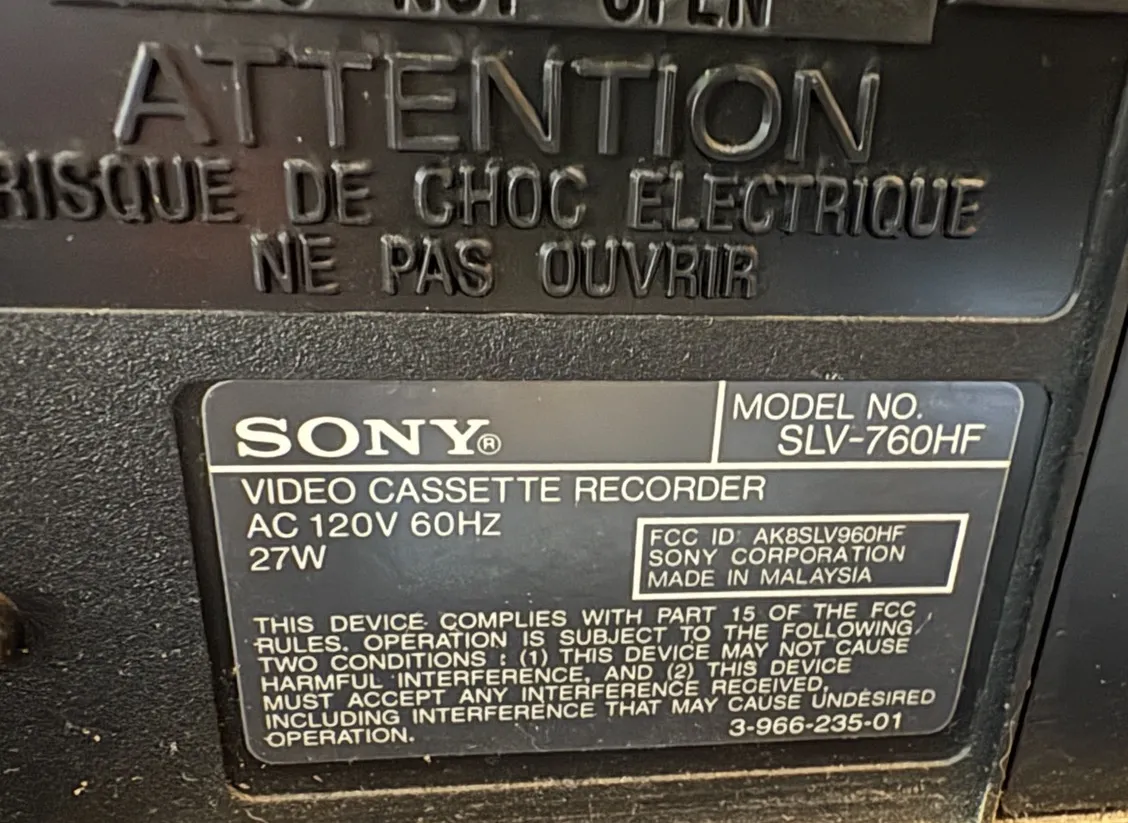 DO NOT OPEN
ATTENTION
RISQUE DE CHOC ELECTRIQUE
NE PAS OUVRIR
SONY®
MODEL NO.
SLV-760HF
VIDEO CASSETTE RECORDER
AC 120V 60HZ
27W
FCC ID: AK8SLV960HF
SONY CORPORATION
MADE IN MALAYSIA
THIS DEVICE COMPLIES WITH PART 15 OF THE FCC
RULES. OPERATION IS SUBJECT TO THE FOLLOWING
TWO CONDITIONS : (1) THIS DEVICE MAY NOT CAUSE
HARMFUL INTERFERENCE, AND (2) THIS DEVICE
MUST ACCEPT ANY INTERFERENCE RECEIVED,
INCLUDING INTERFERENCE THAT MAY CAUSE UNDESIRED
OPERATION.
3-966-235-01